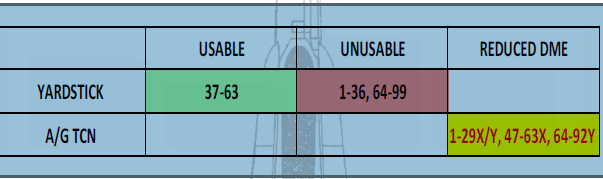 USABLE UNUSABLE REDUCED DME
YARDSTICK 37-63 1-36, 64-99
A/G TCN 1-29X/Y, 47-63X, 64-92Y